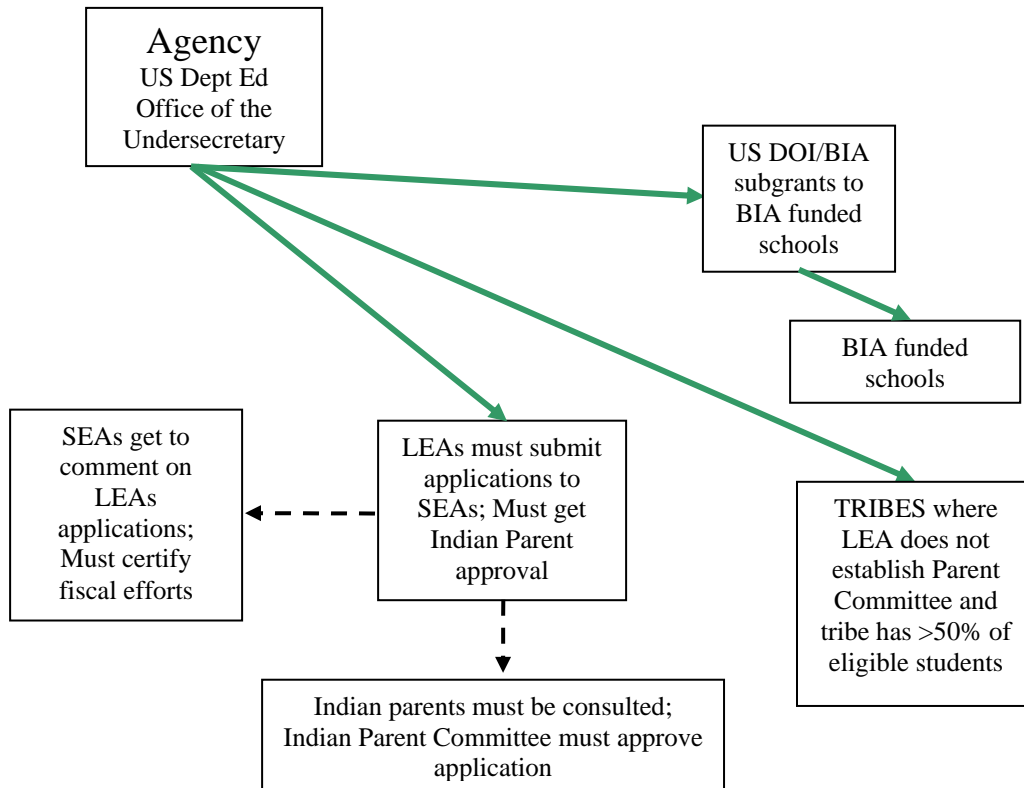 Agency
US Dept Ed
Office of the
Undersecretary
US DOI/BIA
subgrants to
BIA funded
schools
BIA funded
schools
SEAs get to
comment on
LEAs
applications;
Must certify
fiscal efforts
LEAs must submit
applications to
SEAs; Must get
Indian Parent
approval
TRIBES where
LEA does not
establish Parent
Committee and
tribe has >50% of
eligible students
Indian parents must be consulted;
Indian Parent Committee must approve
application